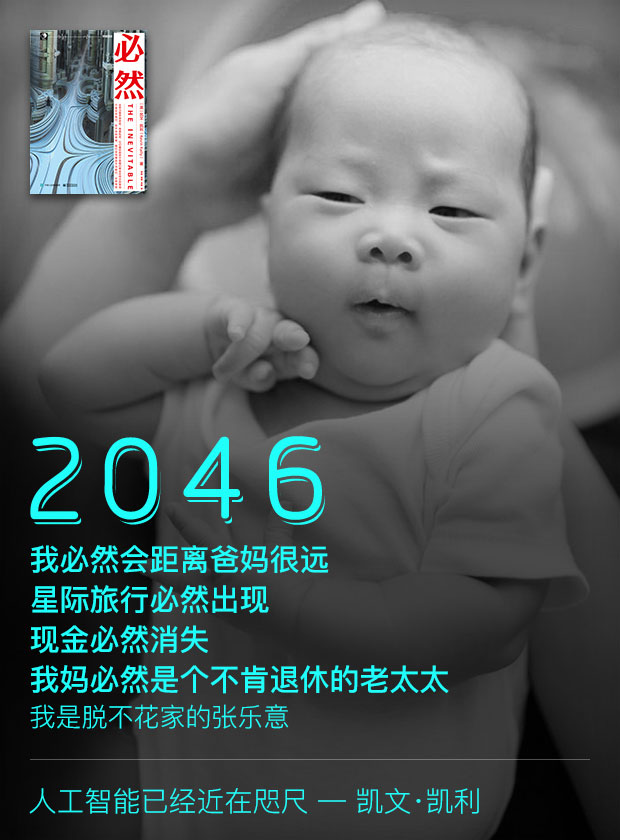 必然
THE INEVITABLE
2046
我必然会距离爸妈很远
星际旅行必然出现
现金必然消失
我妈必然是个不肯退休的老太太
我是脱不花家的张乐意
人工智能已经近在咫尺 — 凯文·凯利